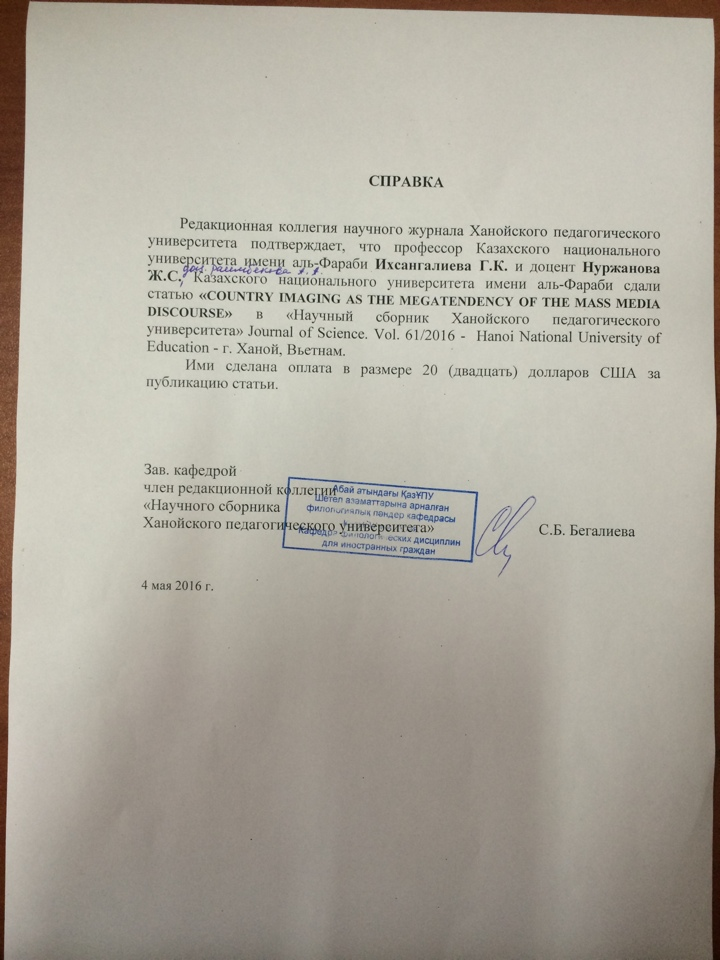 СПРАВКА
Редакционная коллегия научного журнала Ханойского педагогического
университета подтверждает, что профессор Казахского национального
университета имени аль-Фараби Ихсангалиева Г.К. и доцент Нуржанова
доц. Раимбекова А.А.
Ж.С., Казахского национального университета имени аль-Фараби сдали
статью «COUNTRY IMAGING AS THE MEGATENDENCY OF THE MASS MEDIA
DISCOURSE» в «Научный сборник Ханойского педагогического
университета» Journal of Science. Vol. 61/2016 - Hanoi National University of
Education - г. Ханой, Вьетнам.
Ими сделана оплата в размере 20 (двадцать) долларов США за
публикацию статьи.
Зав. кафедрой
член редакционной коллегии
«Научного сборника
Ханойского педагогического университета»
Абай атындағы ҚазҰПУ
Шетел азаматтарына арналған
филологиялық пәндер кафедрасы
Кафедра филологических дисциплин
для иностранных граждан
С.Б. Бегалиева
4 мая 2016 г.